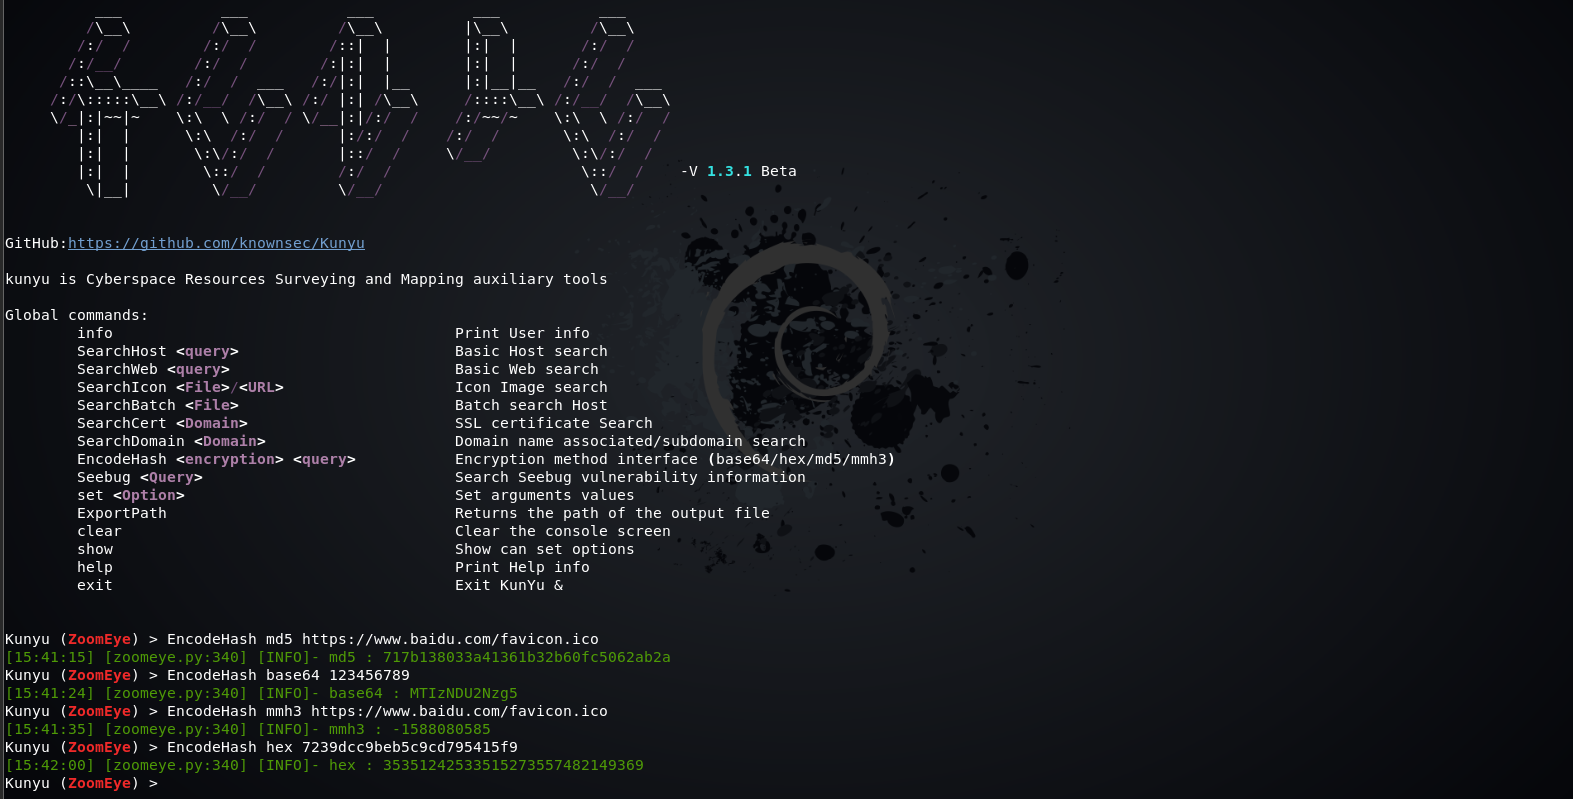 -V 1.3.1 Beta
GitHub:https://github.com/knownsec/Kunyu
kunyu is Cyberspace Resources Surveying and Mapping auxiliary tools
Global commands:
info Print User info
SearchHost <query> Basic Host search
SearchWeb <query> Basic Web search
SearchIcon <File>/<URL> Icon Image search
SearchBatch <File> Batch search Host
SearchCert <Domain> SSL certificate Search
SearchDomain <Domain> Domain name associated/subdomain search
EncodeHash <encryption> <query> Encryption method interface (base64/hex/md5/mmh3)
Seebug <Query> Search Seebug vulnerability information
set <Option> Set arguments values
ExportPath Returns the path of the output file
clear Clear the console screen
show Show can set options
help Print Help info
exit Exit KunYu &
Kunyu (ZoomEye) > EncodeHash md5 https://www.baidu.com/favicon.ico
[15:41:15] [zoomeye.py:340] [INFO]- md5 : 717b138033a41361b32b60fc5062ab2a
Kunyu (ZoomEye) > EncodeHash base64 123456789
[15:41:24] [zoomeye.py:340] [INFO]- base64 : MTIzNDU2Nzg5
Kunyu (ZoomEye) > EncodeHash mmh3 https://www.baidu.com/favicon.ico
[15:41:35] [zoomeye.py:340] [INFO]- mmh3 : -1588080585
Kunyu (ZoomEye) > EncodeHash hex 7239dcc9beb5c9cd795415f9
[15:42:00] [zoomeye.py:340] [INFO]- hex : 35351242533515273557482149369
Kunyu (ZoomEye) >